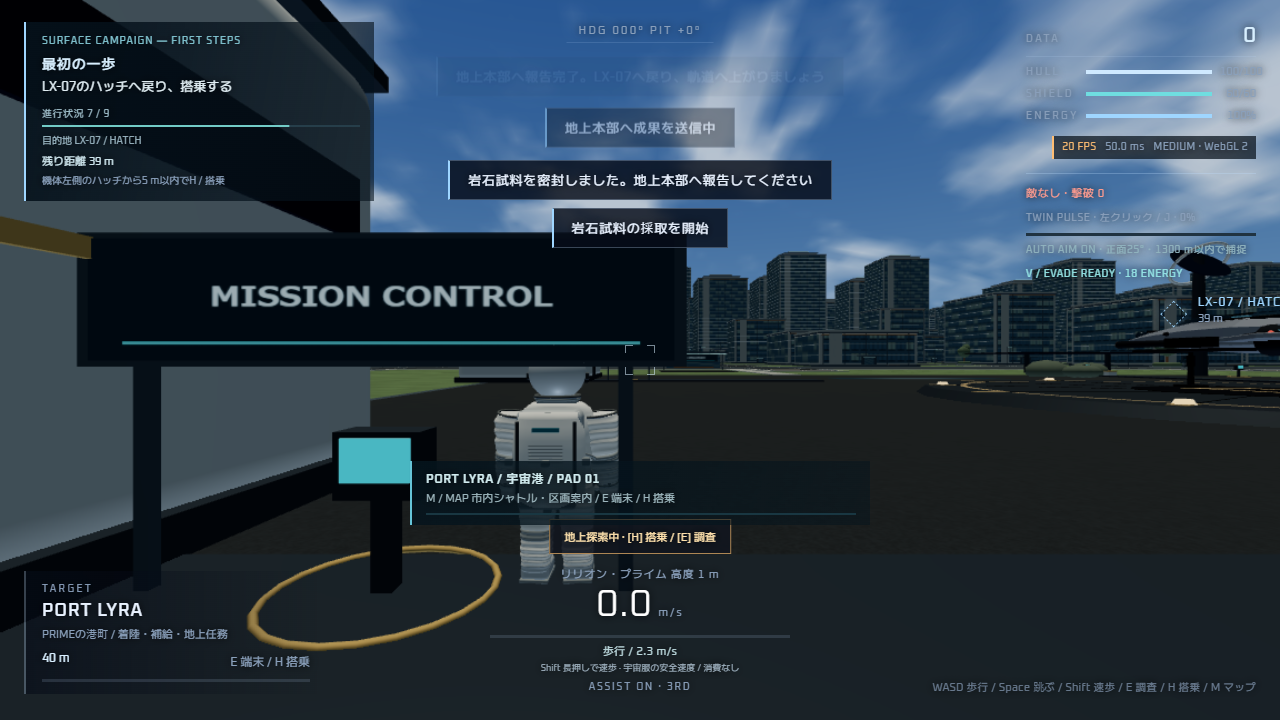 SURFACE CAMPAIGN — FIRST STEPS
最初の一歩
LX-07のハッチへ戻り、搭乗する
進行状況 7 / 9
目的地 LX-07 / HATCH
残り距離 39 m
機体左側のハッチから5 m以内でH / 搭乗
HDG 000° PIT +0°
地上本部へ報告完了。LX-07へ戻り、軌道へ上がりましょう
地上本部へ成果を送信中
岩石試料を密封しました。地上本部へ報告してください
岩石試料の採取を開始
DATA 0
HULL
SHIELD
ENERGY
20 FPS 50.0 ms MEDIUM · WebGL 2
敵なし · 撃破 0
TWIN PULSE · 左クリック / J · 0%
AUTO AIM ON · 正面25° · 1300 m以内で捕捉
V / EVADE READY · 18 ENERGY
LX-07 / HATC
39 m
MISSION CONTROL
PORT LYRA / 宇宙港 / PAD 01
M / MAP 市内シャトル · 区画案内 / E 端末 / H 搭乗
地上探索中 · [H] 搭乗 / [E] 調査
リリオン・プライム 高度 1 m
0.0 m/s
歩行 / 2.3 m/s
Shift 長押しで速歩 · 宇宙服の安全速度 / 消費なし
ASSIST ON · 3RD
TARGET
PORT LYRA
PRIMEの港町 / 着陸・補給・地上任務
40 m
E 端末 / H 搭乗
WASD 歩行 / Space 跳ぶ / Shift 速歩 / E 調査 / H 搭乗 / M マップ